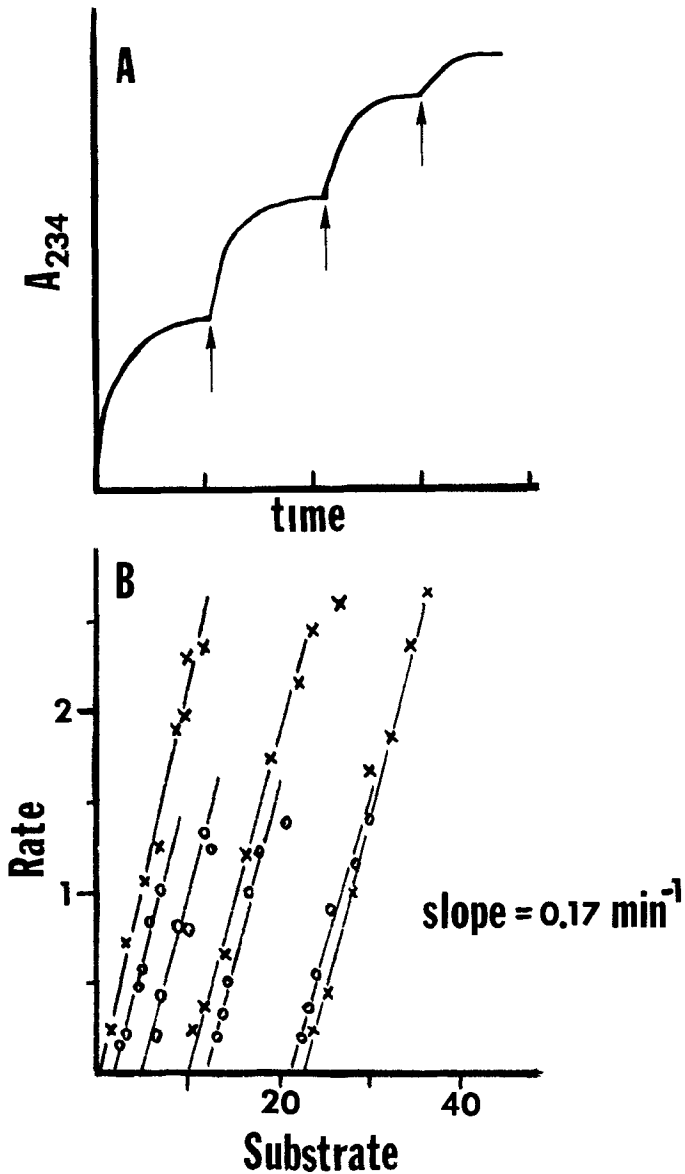 A
A234
time
B
2
1
Rate
slope = 0.17 min-1
20
40
Substrate